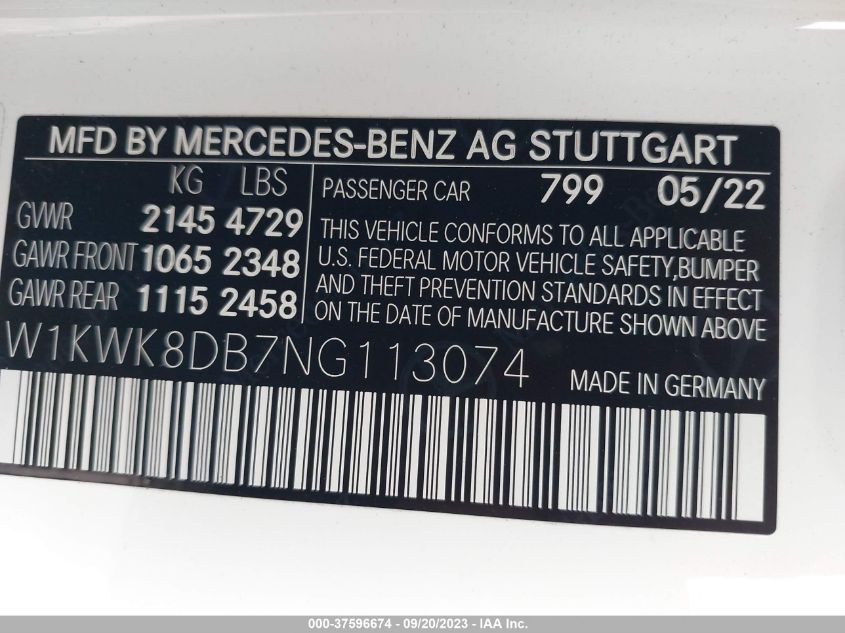 MFD BY MERCEDES-BENZ AG STUTTGART
KG LBS
GVWR 2145 4729
GAWR FRONT 1065 2348
GAWR REAR 1115 2458
PASSENGER CAR 799 05/22
THIS VEHICLE CONFORMS TO ALL APPLICABLE
U.S. FEDERAL MOTOR VEHICLE SAFETY,BUMPER
AND THEFT PREVENTION STANDARDS IN EFFECT
ON THE DATE OF MANUFACTURE SHOWN ABOVE
W1KWK8DB7NG113074
MADE IN GERMANY
000-37596674 - 09/20/2023 - IAA Inc.